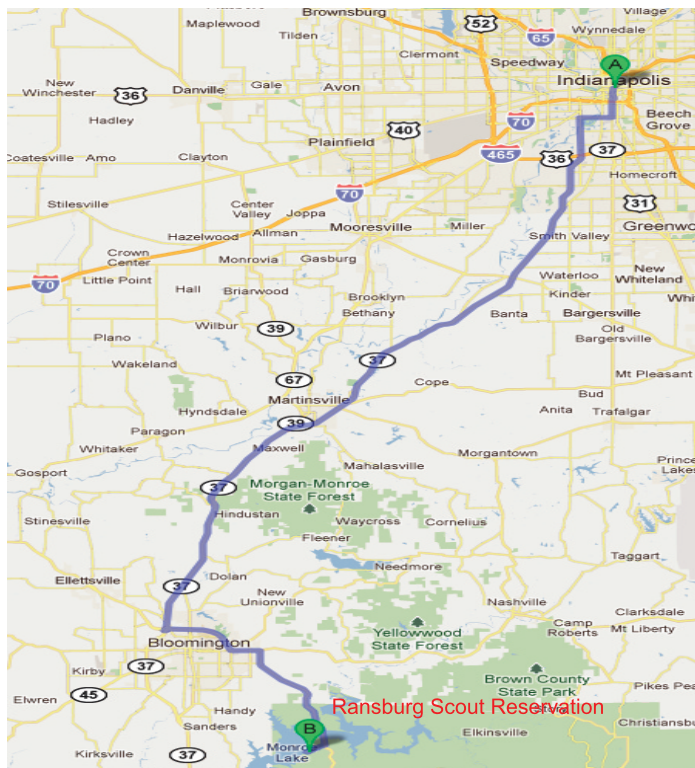 Brownsburg
Village
Maplewood
52
65
Wynnedale
Tilden
Clermont
Speedway
A
New
Winchester
36
Danville
Gale
Avon
Indianapolis
Hadley
70
Beech
Grove
40
Plainfield
465
36
37
Coatesville
Amo
Clayton
Homecroft
Stilesville
70
31
Center
Valley
Joppa
Mooresville
Miller
Greenw
Hazelwood
Allman
Smith Valley
Crown
Center
Monrovia
Gasburg
New
Whiteland
70
Little Point
Hall
Briarwood
Brooklyn
Waterloo
Kinder
Whit
Bethany
Banta
Bargersville
Wilbur
39
Old
Bargersville
Plano
37
Wakeland
67
Cope
Mt Pleasant
Martinsville
Bud
Hyndsdale
Anita
Trafalgar
Paragon
39
Whitaker
Maxwell
Morgantown
Gosport
Mahalasville
Prince
Lakes
37
Morgan-Monroe
State Forest
Stinesville
Hindustan
Waycross
Cornelius
Fleener
Taggart
Ellettsville
Dolan
Needmore
37
New
Unionville
Nashville
Clarksdale
Camp
Roberts
Mt Liberty
Bloomington
Yellowwood
State Forest
Kirby
37
Brown County
State Park
Pikes Pea
45
Elwren
Handy
Ransburg Scout Reservation
Christiansbu
Sanders
B
Elkinsville
Kirksville
37
Monroe
Lake